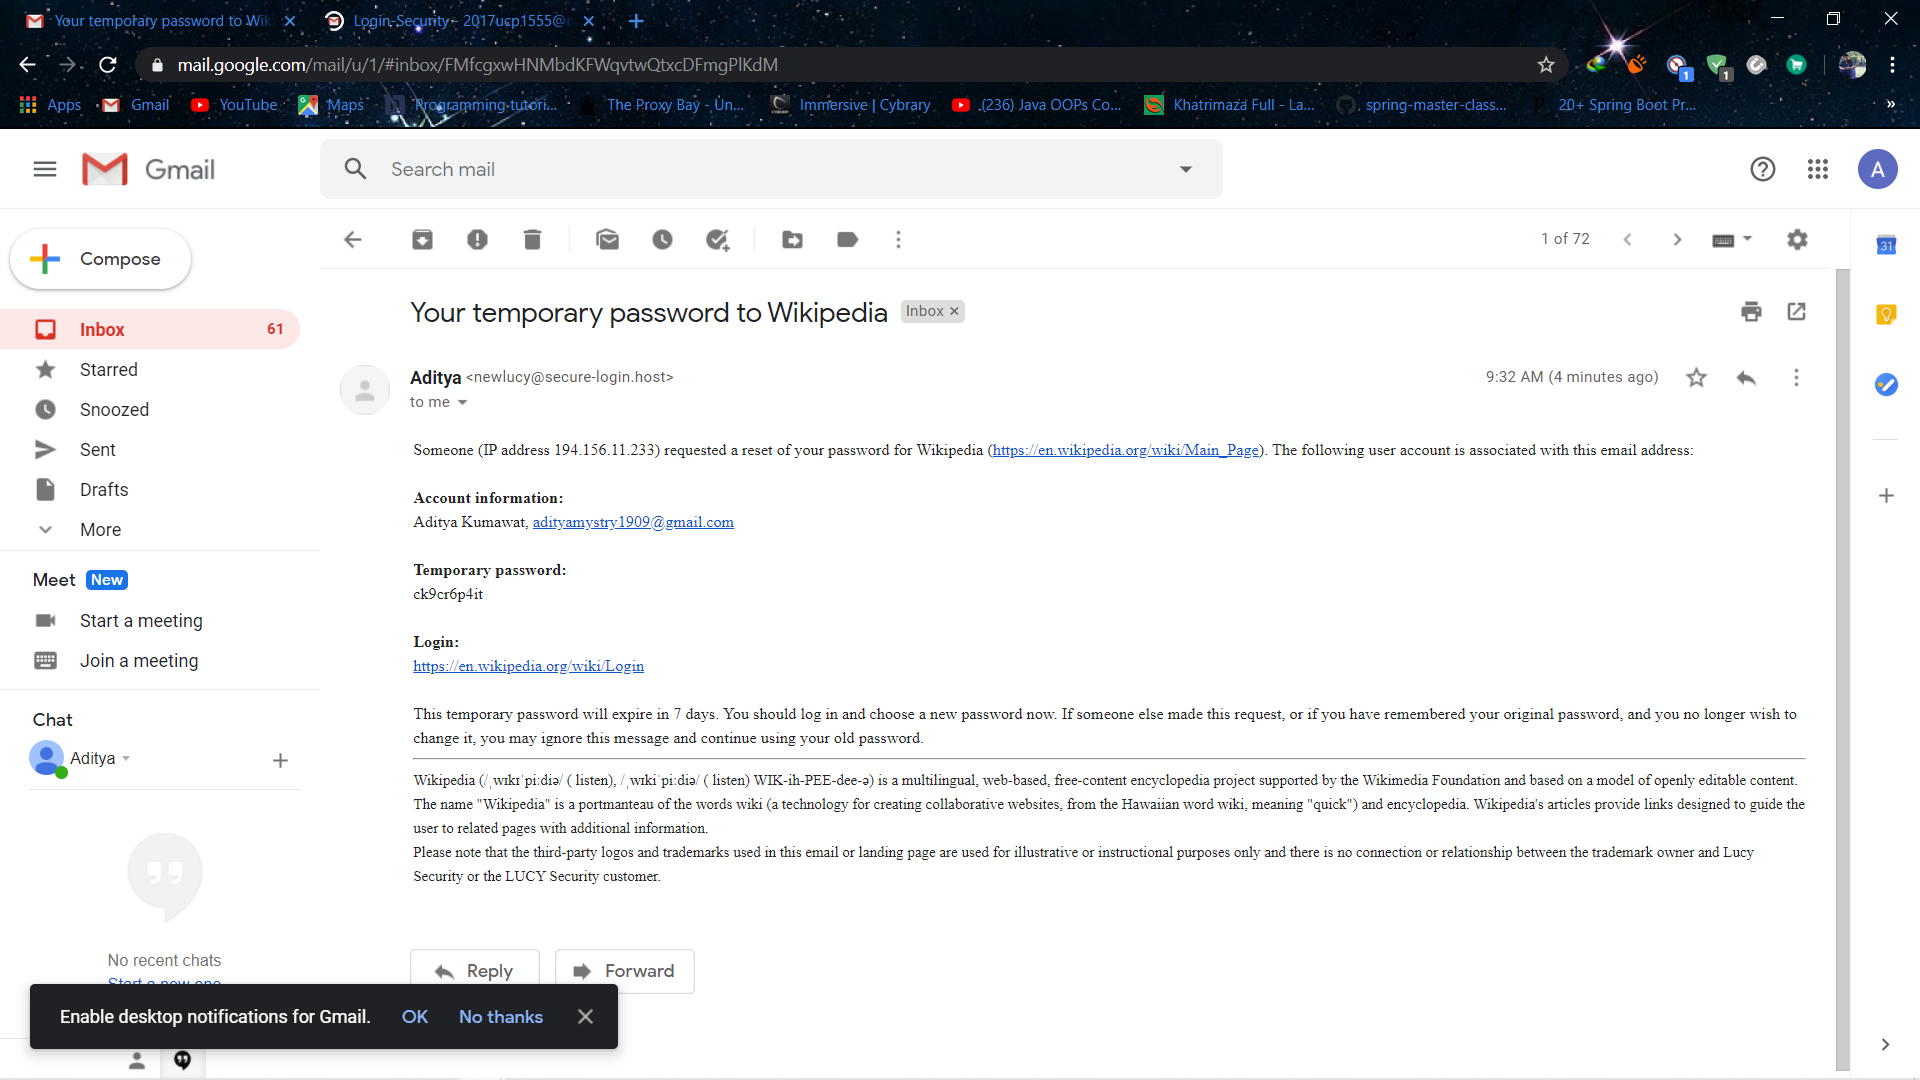 Your temporary password to Wiki
Login-Security - 2017ucp1555@
mail.google.com/mail/u/1/#inbox/FMfcgxwHNMbdKFWqvtwQtxcDFmgPlKdM
1
1
Apps
Gmail
YouTube
Maps
Programming-tutori...
The Proxy Bay - Un...
Immersive | Cybrary
(236) Java OOPs Co...
Khatrimaza Full - La...
spring-master-class...
20+ Spring Boot Pr...
»
Gmail
Search mail
A
Compose
1 of 72
31
Inbox 61
Starred
Snoozed
Sent
Drafts
More
Meet New
Start a meeting
Join a meeting
Chat
Aditya
No recent chats
Start a new one
Your temporary password to Wikipedia
Inbox ×
Aditya <newlucy@secure-login.host>
9:32 AM (4 minutes ago)
to me
Someone (IP address 194.156.11.233) requested a reset of your password for Wikipedia (https://en.wikipedia.org/wiki/Main_Page). The following user account is associated with this email address:
Account information:
Aditya Kumawat, adityamystry1909@gmail.com
Temporary password:
ck9cr6p4it
Login:
https://en.wikipedia.org/wiki/Login
This temporary password will expire in 7 days. You should log in and choose a new password now. If someone else made this request, or if you have remembered your original password, and you no longer wish to
change it, you may ignore this message and continue using your old password.
Wikipedia (/ˌwɪkɪˈpiːdiə/ ( listen), /ˌwɪkiˈpiːdiə/ ( listen) WIK-ih-PEE-dee-ə) is a multilingual, web-based, free-content encyclopedia project supported by the Wikimedia Foundation and based on a model of openly editable content.
The name "Wikipedia" is a portmanteau of the words wiki (a technology for creating collaborative websites, from the Hawaiian word wiki, meaning "quick") and encyclopedia. Wikipedia's articles provide links designed to guide the
user to related pages with additional information.
Please note that the third-party logos and trademarks used in this email or landing page are used for illustrative or instructional purposes only and there is no connection or relationship between the trademark owner and Lucy
Security or the LUCY Security customer.
Reply
Forward
Enable desktop notifications for Gmail. OK No thanks